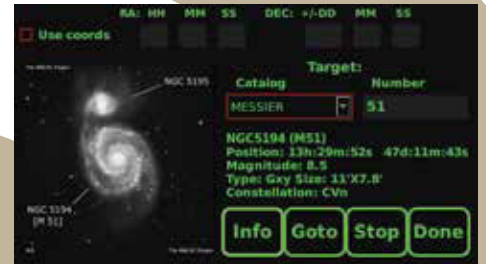 RA: HH MM SS DEC: +/-DD MM SS
Use coords
Target:
Catalog Number
MESSIER 51
NGC 5195
NGC5194 (M51)
Position: 13h:29m:52s 47d:11m:43s
Magnitude: 8.5
Type: Gxy Size: 11'X7.8'
Constellation: CVn
NGC 5194
[M 51]
Info Goto Stop Done